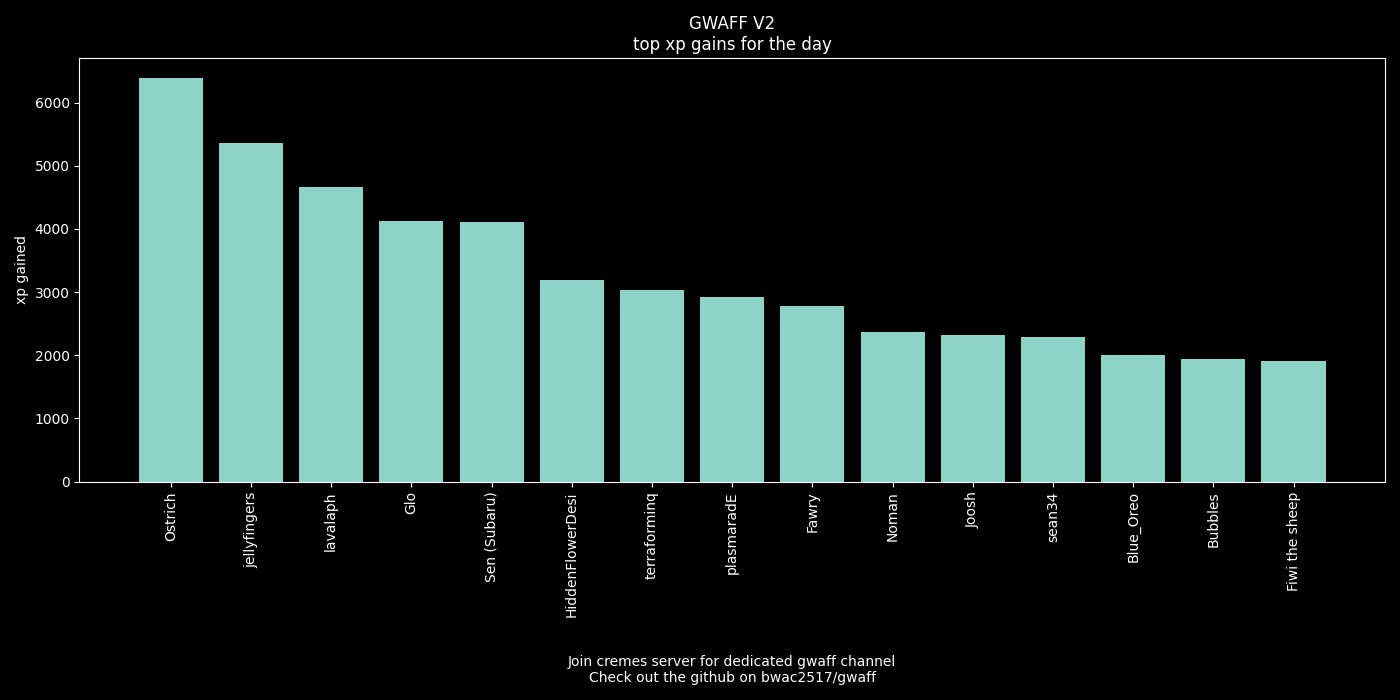 GWAFF V2
top xp gains for the day
xp gained
6000
5000
4000
3000
2000
1000
0
Ostrich
jellyfingers
lavalaph
Glo
Sen (Subaru)
HiddenFlowerDesi
terraforminq
plasmaradE
Fawry
Noman
Joosh
sean34
Blue_Oreo
Bubbles
Fiwi the sheep
Join cremes server for dedicated gwaff channel
Check out the github on bwac2517/gwaff